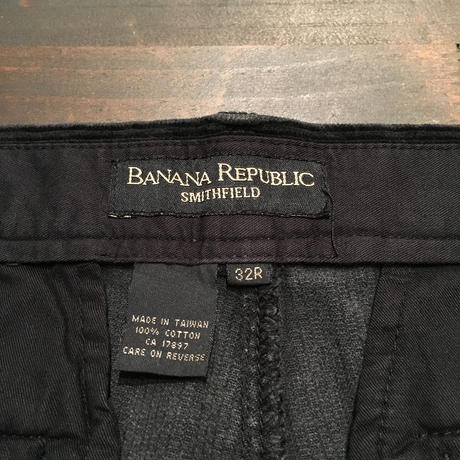 BANANA REPUBLIC
SMITHFIELD
32R
MADE IN TAIWAN
100% COTTON
CA 17897
CARE ON REVERSE